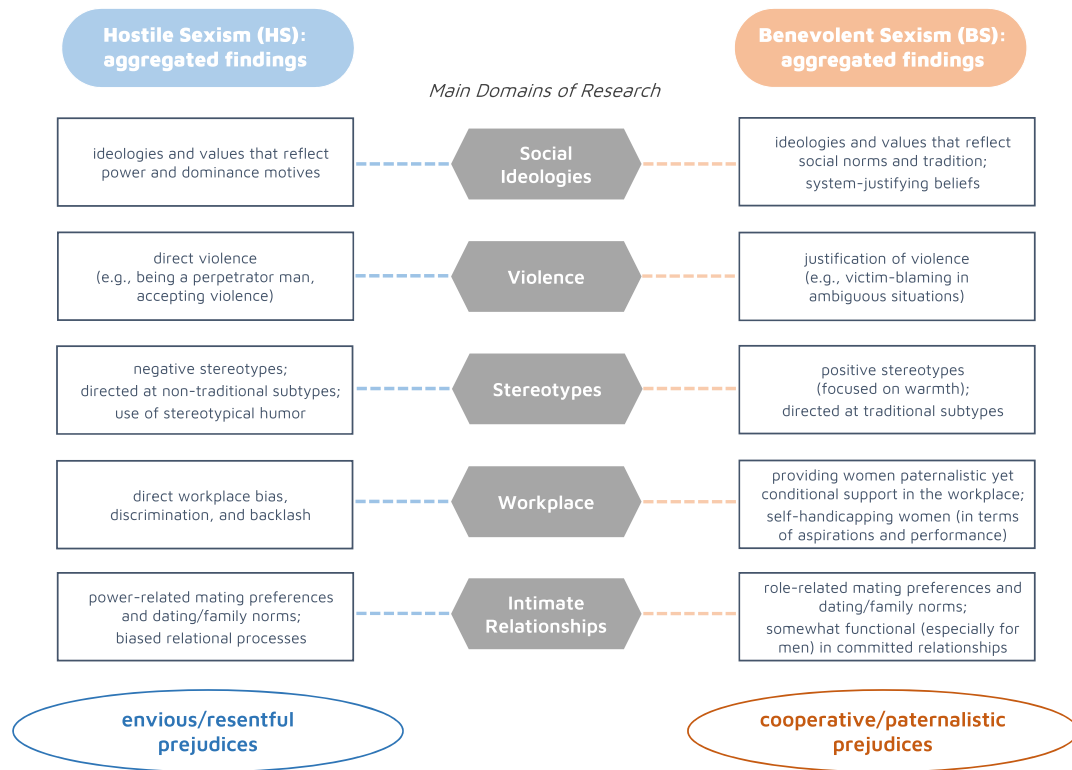 Hostile Sexism (HS):
aggregated findings
Benevolent Sexism (BS):
aggregated findings
Main Domains of Research
ideologies and values that reflect
power and dominance motives
Social
Ideologies
ideologies and values that reflect
social norms and tradition;
system-justifying beliefs
direct violence
(e.g., being a perpetrator man,
accepting violence)
Violence
justification of violence
(e.g., victim-blaming in
ambiguous situations)
negative stereotypes;
directed at non-traditional subtypes;
use of stereotypical humor
Stereotypes
positive stereotypes
(focused on warmth);
directed at traditional subtypes
direct workplace bias,
discrimination, and backlash
Workplace
providing women paternalistic yet
conditional support in the workplace;
self-handicapping women (in terms
of aspirations and performance)
power-related mating preferences
and dating/family norms;
biased relational processes
Intimate
Relationships
role-related mating preferences and
dating/family norms;
somewhat functional (especially for
men) in committed relationships
envious/resentful
prejudices
cooperative/paternalistic
prejudices